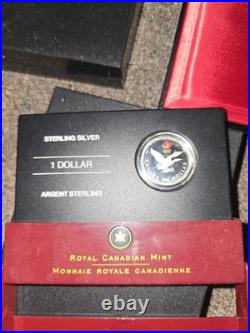 STERLING SILVER
1 DOLLAR
ARGENT STERLING
ROYAL CANADIAN MINT
MONNAIE ROYALE CANADIENNE